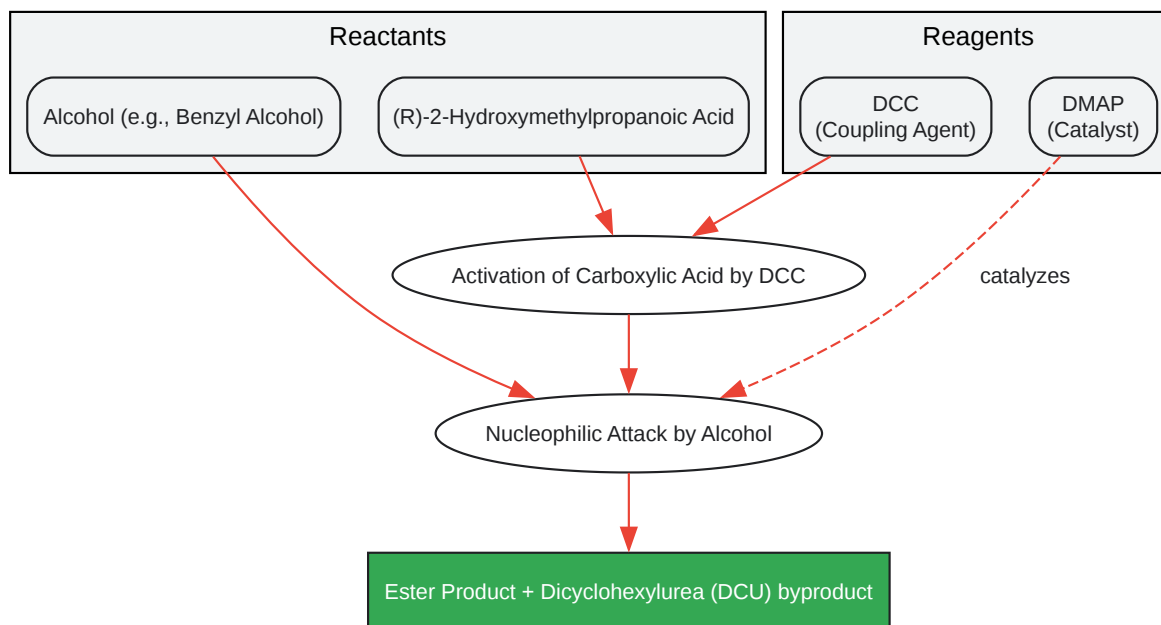 Reactants
Reagents
Alcohol (e.g., Benzyl Alcohol)
(R)-2-Hydroxymethylpropanoic Acid
DCC
(Coupling Agent)
DMAP
(Catalyst)
Activation of Carboxylic Acid by DCC
catalyzes
Nucleophilic Attack by Alcohol
Ester Product + Dicyclohexylurea (DCU) byproduct